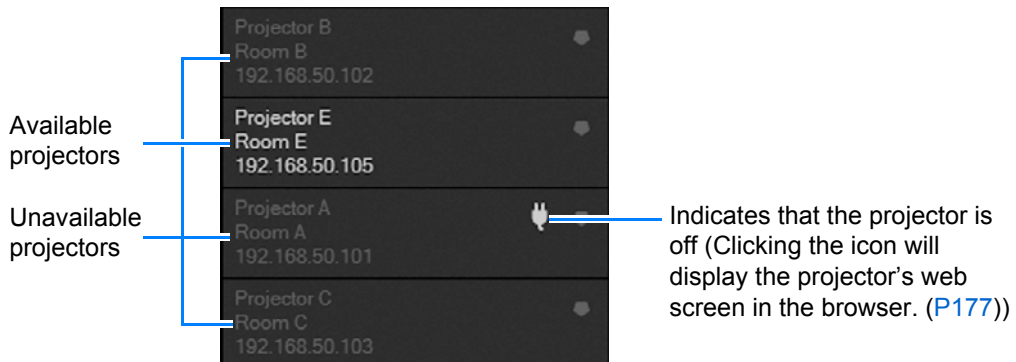 Projector B
Room B
192.168.50.102
Available
projectors
Projector E
Room E
192.168.50.105
Unavailable
projectors
Projector A
Room A
192.168.50.101
Indicates that the projector is
off (Clicking the icon will
display the projector's web
screen in the browser. (P177))
Projector C
Room C
192.168.50.103